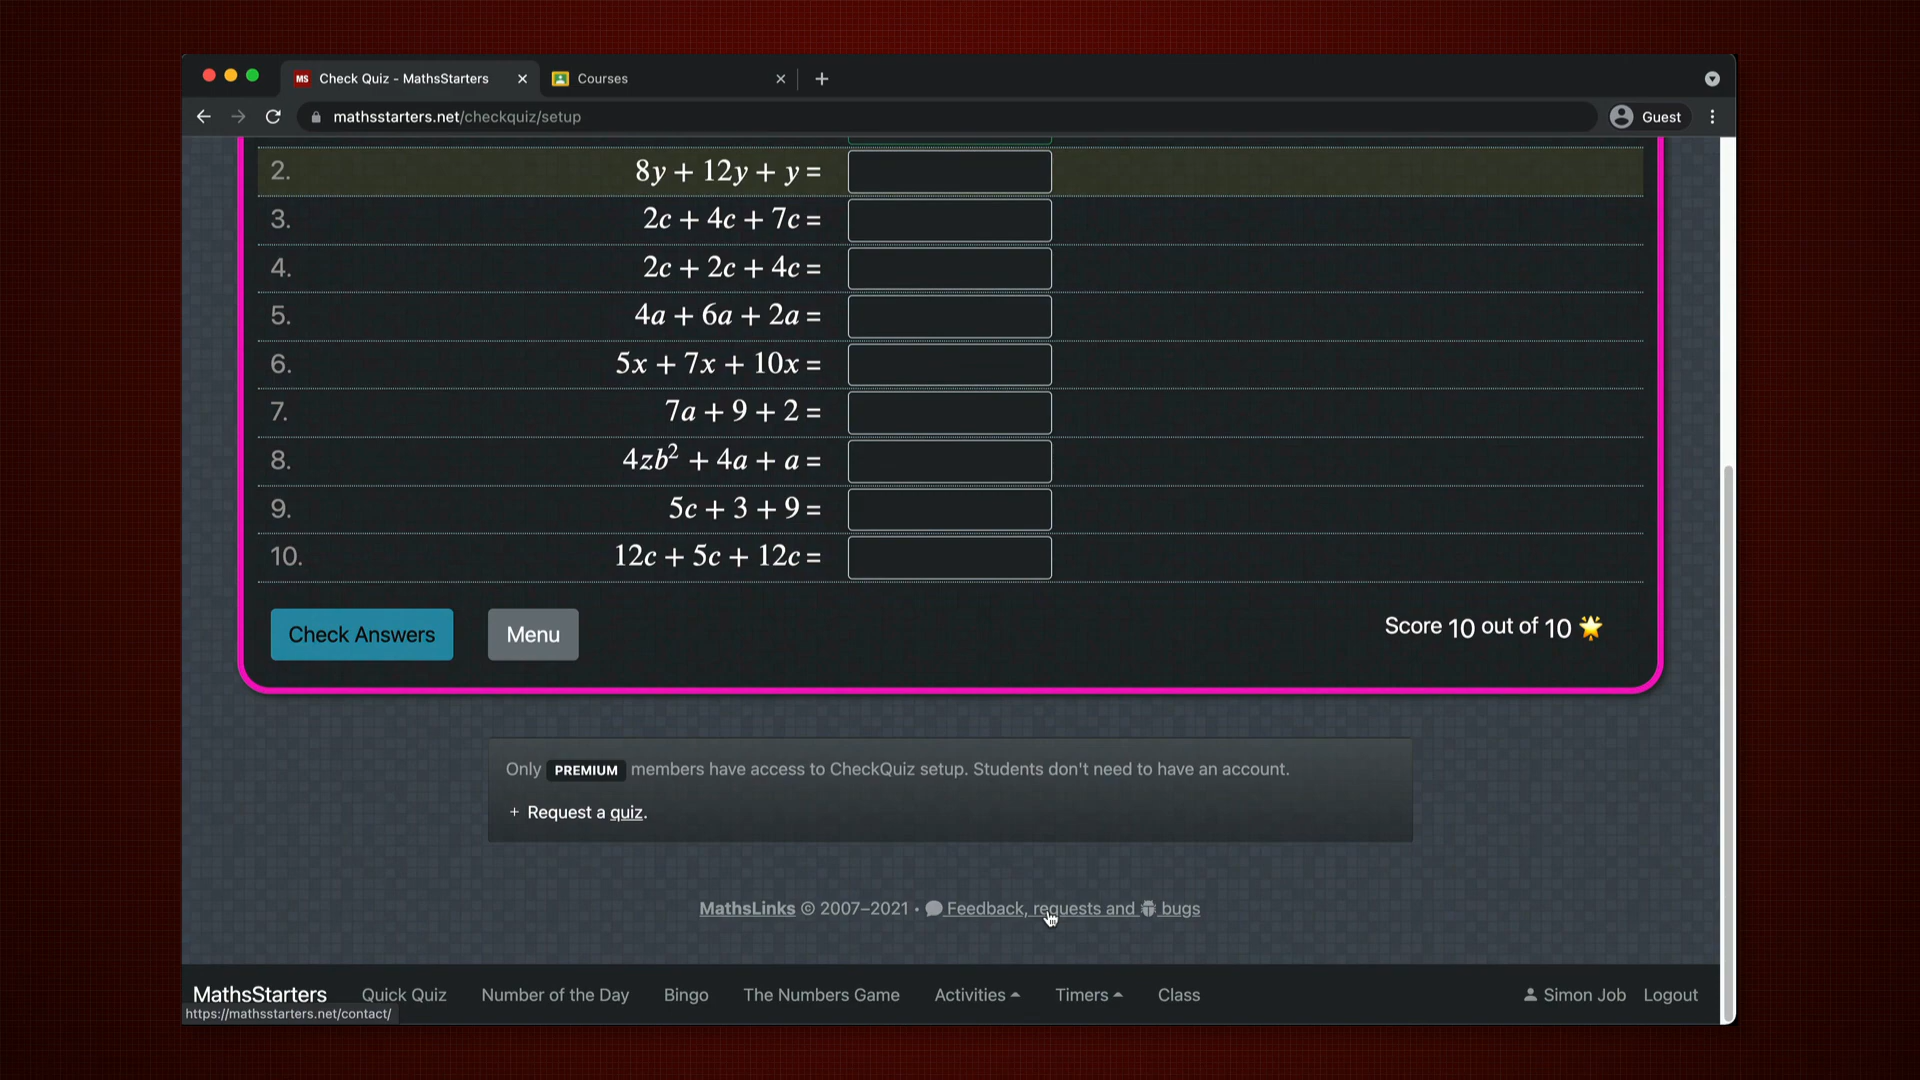 MS Check Quiz - MathsStarters
Courses
mathsstarters.net/checkquiz/setup
Guest
2. 8y + 12y + y =
3. 2c + 4c + 7c =
4. 2c + 2c + 4c =
5. 4a + 6a + 2a =
6. 5x + 7x + 10x =
7. 7a + 9 + 2 =
8. 4zb² + 4a + a =
9. 5c + 3 + 9 =
10. 12c + 5c + 12c =
Check Answers Menu Score 10 out of 10
Only PREMIUM members have access to CheckQuiz setup. Students don't need to have an account.
+ Request a quiz.
MathsLinks © 2007–2021 • Feedback, requests and bugs
MathsStarters Quick Quiz Number of the Day Bingo The Numbers Game Activities Timers Class Simon Job Logout
https://mathsstarters.net/contact/